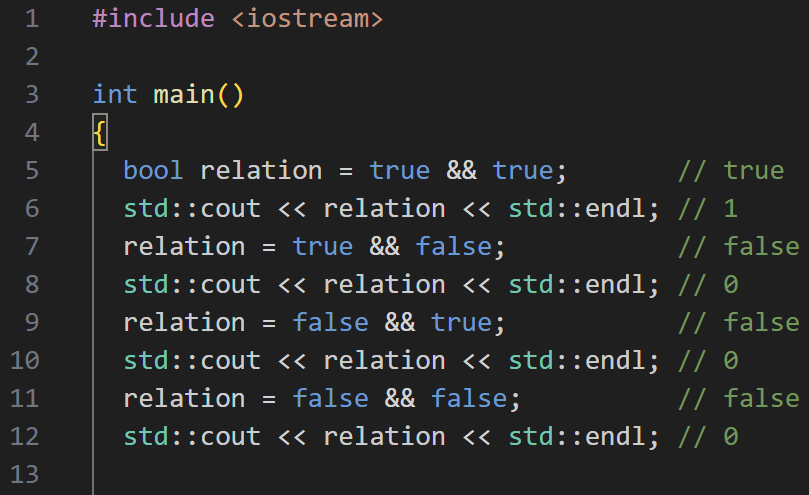 1 #include <iostream>
2
3 int main()
4 {
5 bool relation = true && true; // true
6 std::cout << relation << std::endl; // 1
7 relation = true && false; // false
8 std::cout << relation << std::endl; // 0
9 relation = false && true; // false
10 std::cout << relation << std::endl; // 0
11 relation = false && false; // false
12 std::cout << relation << std::endl; // 0
13